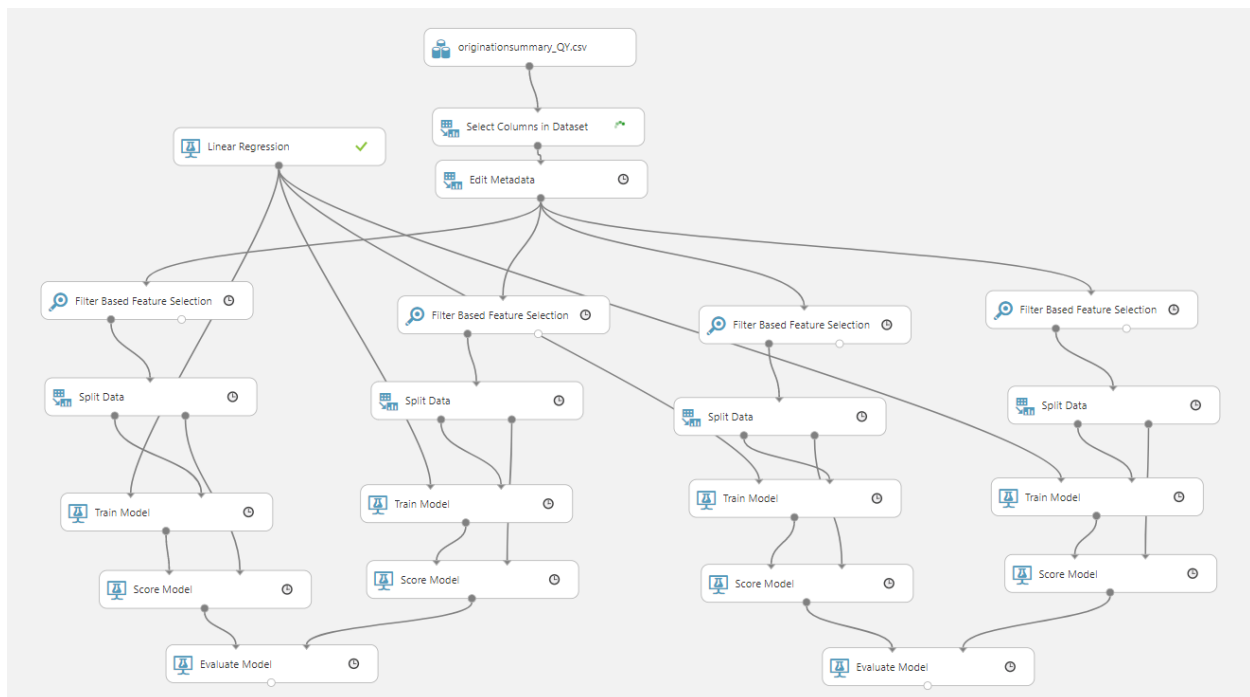 originationsummary_QY.csv
Select Columns in Dataset
Linear Regression
Edit Metadata
Filter Based Feature Selection
Filter Based Feature Selection
Filter Based Feature Selection
Filter Based Feature Selection
Split Data
Split Data
Split Data
Split Data
Train Model
Train Model
Train Model
Train Model
Score Model
Score Model
Score Model
Score Model
Evaluate Model
Evaluate Model